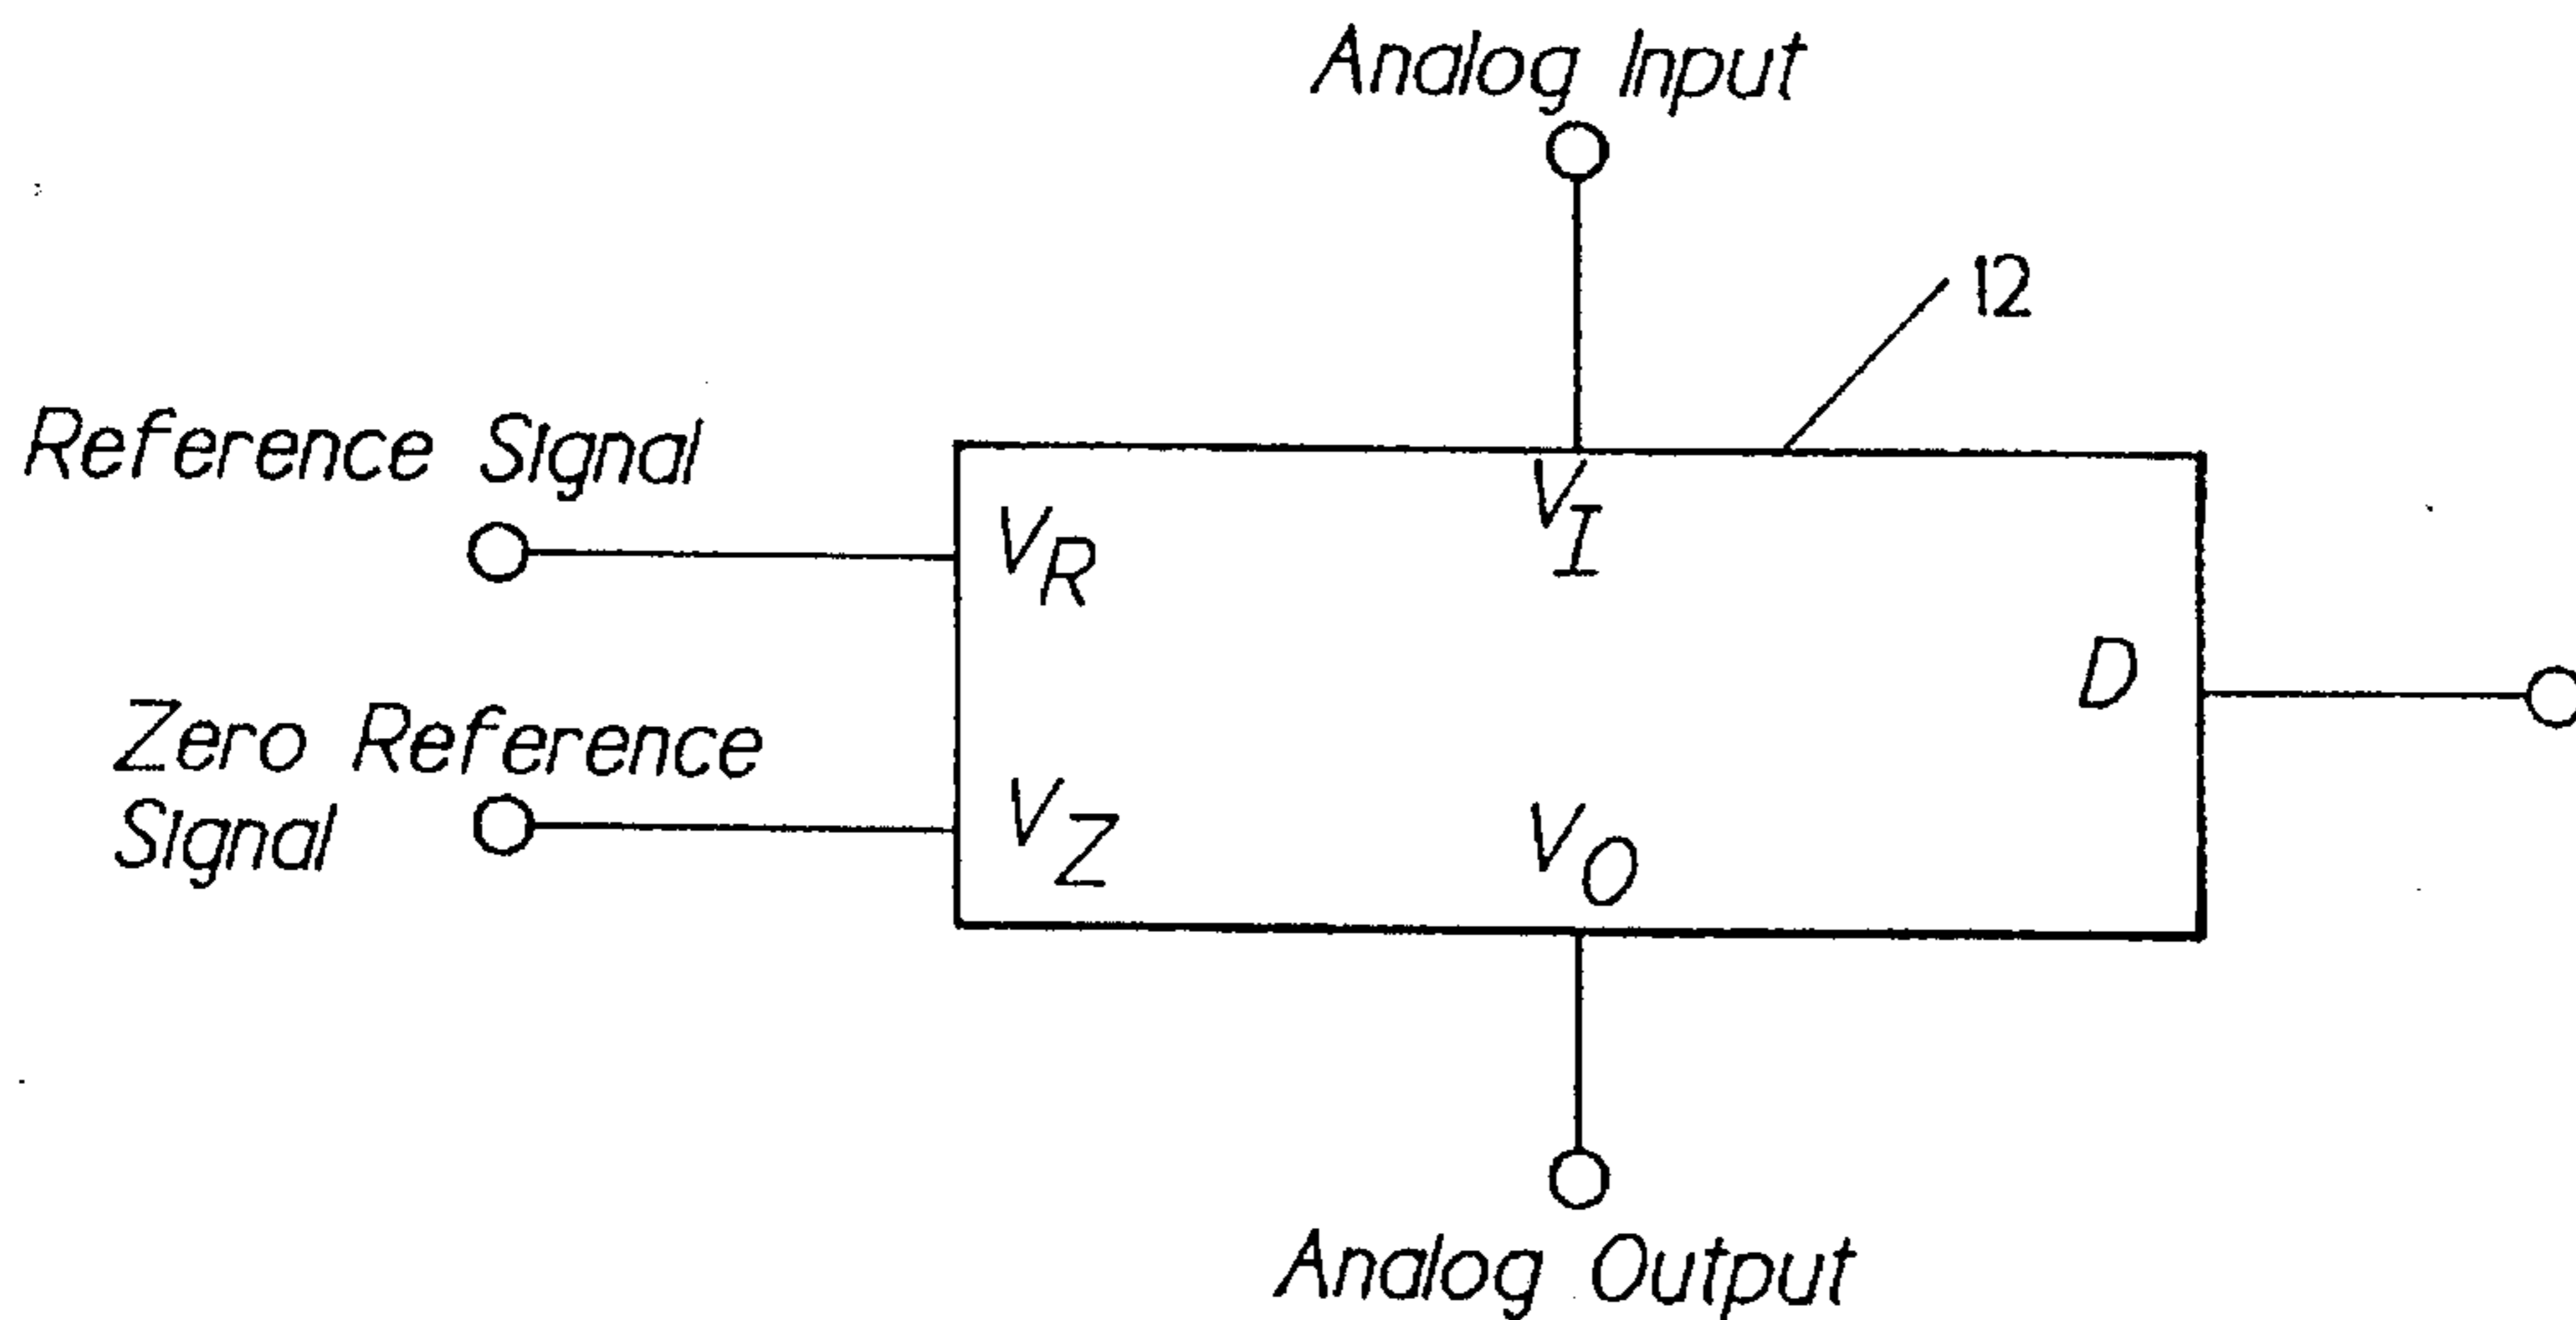 Analog Input
12
Reference Signal
V_I
V_R
D
Zero Reference
Signal
V_Z
V_O
Analog Output